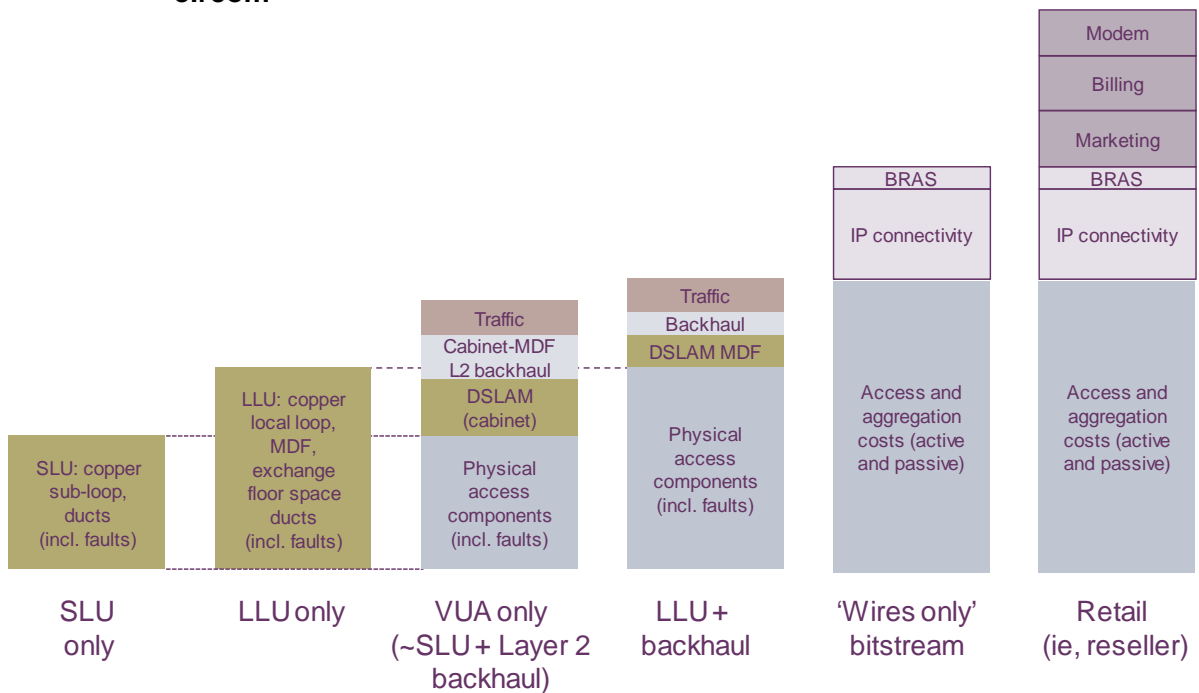 Modem
Billing
Marketing
BRAS
IP connectivity
Access and
aggregation
costs (active
and passive)
BRAS
IP connectivity
Access and
aggregation
costs (active
and passive)
Traffic
Backhaul
DSLAM MDF
Physical
access
components
(incl. faults)
Traffic
Cabinet-MDF
L2 backhaul
DSLAM
(cabinet)
Physical
access
components
(incl. faults)
LLU: copper
local loop,
MDF,
exchange
floor space
ducts
(incl. faults)
SLU: copper
sub-loop,
ducts
(incl. faults)
SLU
only
LLU only
VUA only
(~SLU + Layer 2
backhaul)
LLU +
backhaul
‘Wires only’
bitstream
Retail
(ie, reseller)